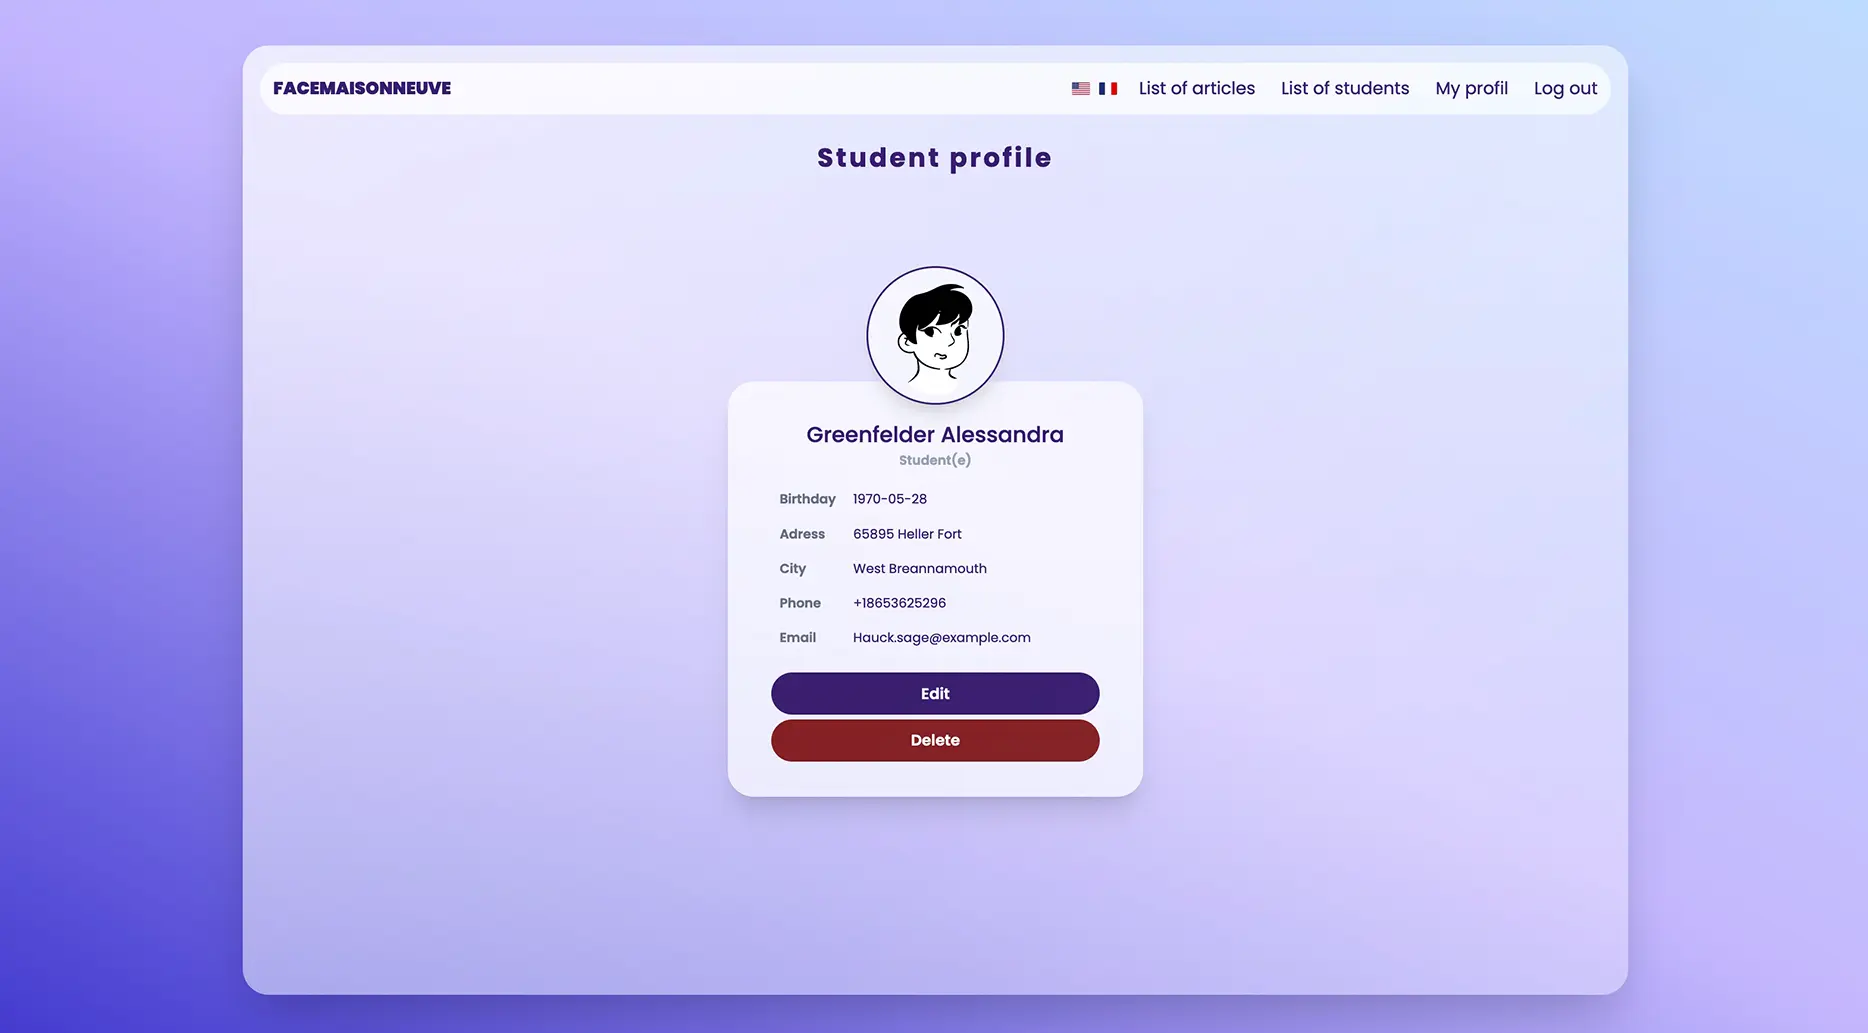 FACEMAISONNEUVE List of articles List of students My profil Log out
Student profile
Greenfelder Alessandra
Student(e)
Birthday 1970-05-28
Adress 65895 Heller Fort
City West Breannamouth
Phone +18653625296
Email Hauck.sage@example.com
Edit
Delete